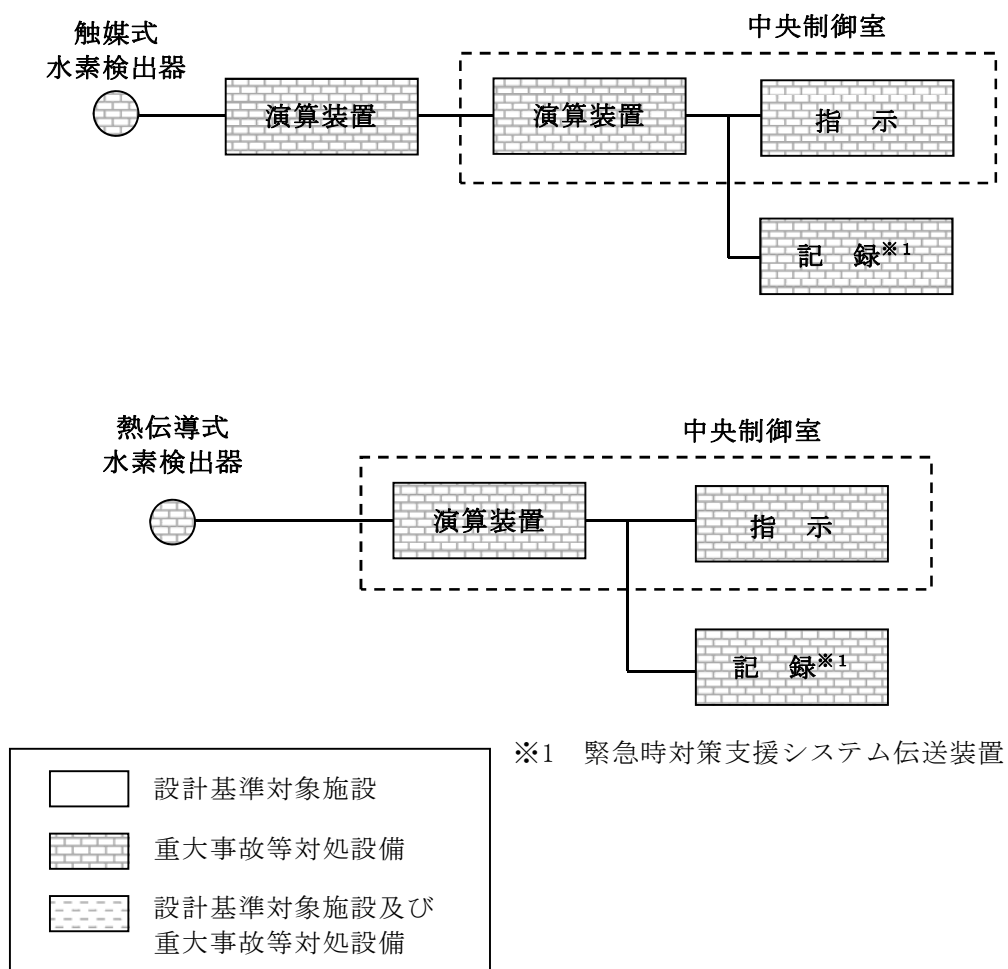 触媒式
水素検出器
中央制御室
演算装置
演算装置
指 示
記 録※1
熱伝導式
水素検出器
中央制御室
演算装置
指 示
記 録※1
※1 緊急時対策支援システム伝送装置
設計基準対象施設
重大事故等対処設備
設計基準対象施設及び
重大事故等対処設備